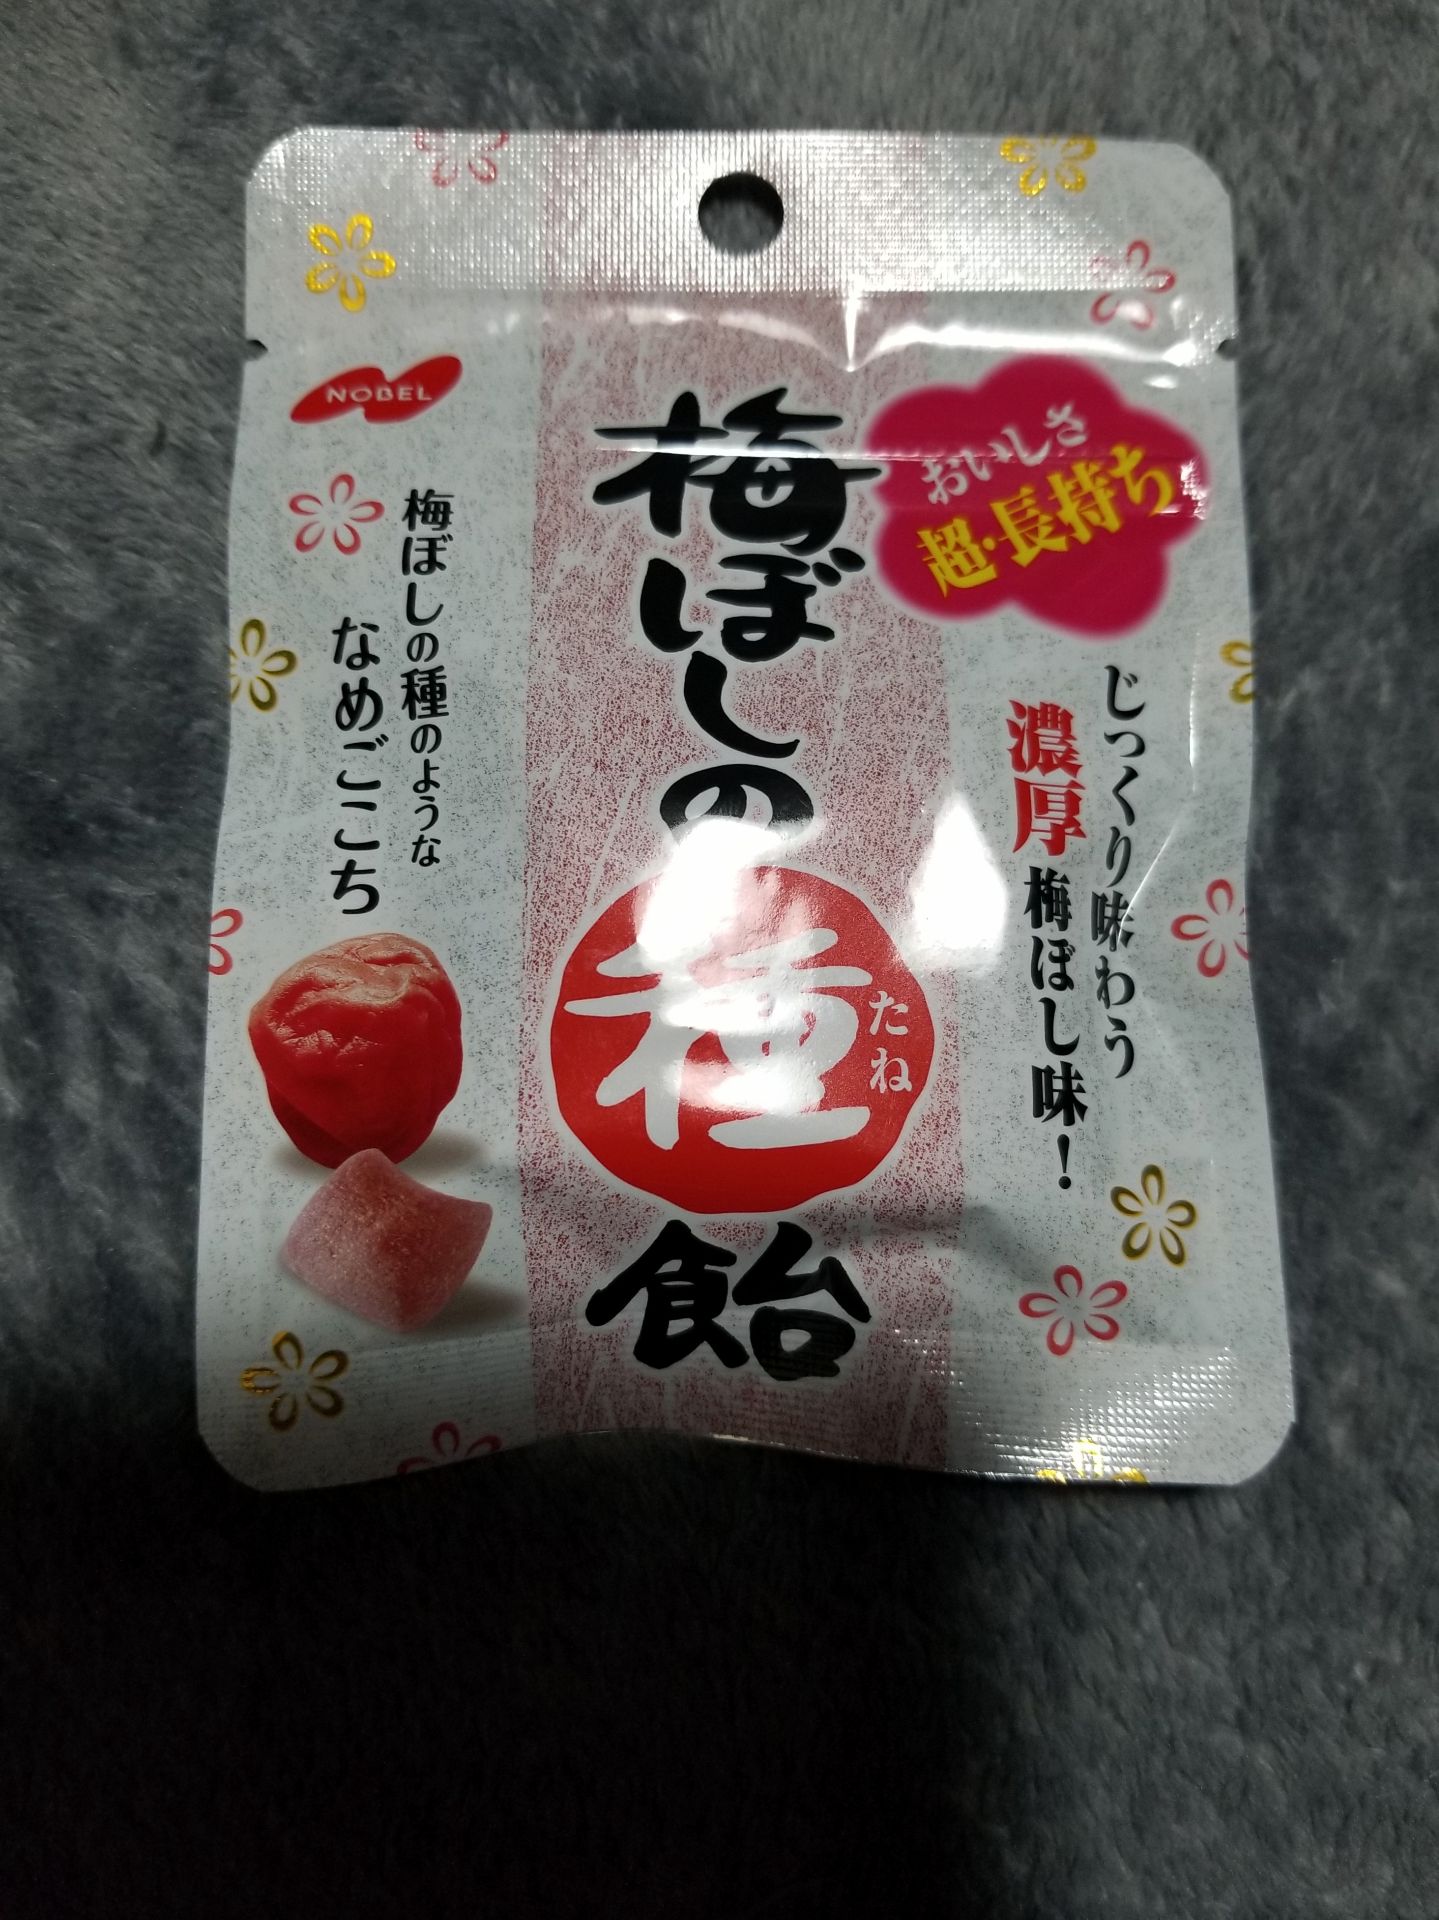 NOBEL
おいしさ
超・長持ち
じっくり味わう
濃厚梅ぼし味！
梅ぼしの種飴
たね
梅ぼしの種のような
なめごこち